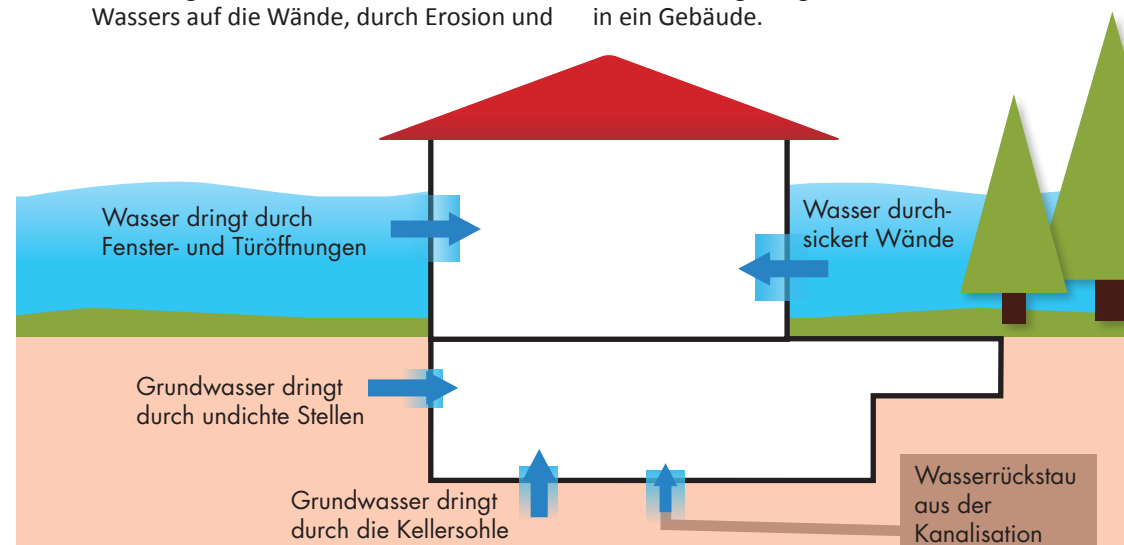 Wassers auf die Wände, durch Erosion und
in ein Gebäude.
Wasser dringt durch
Fenster- und Türöffnungen
Wasser durch-
sickert Wände
Grundwasser dringt
durch undichte Stellen
Grundwasser dringt
durch die Kellersohle
Wasserrückstau
aus der
Kanalisation